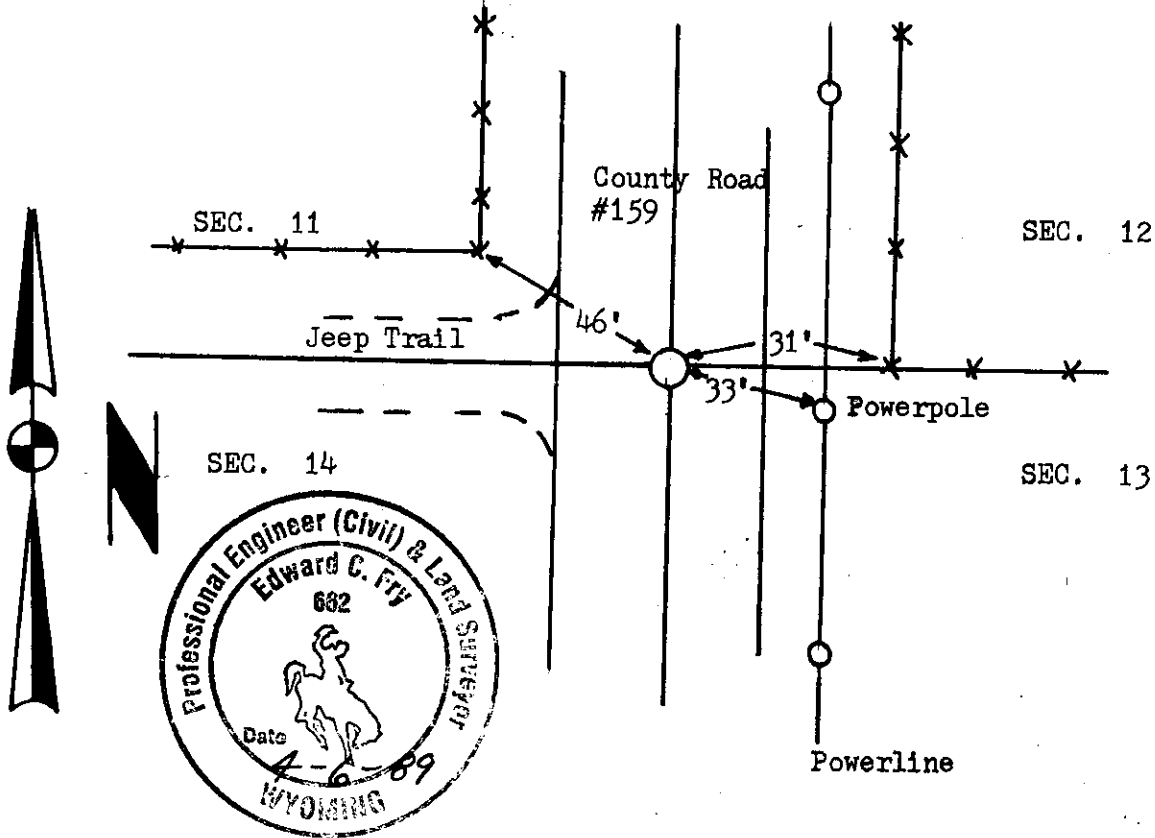 County Road
#159
SEC. 11
SEC. 12
46'
31'
Jeep Trail
33'
Powerpole
SEC. 14
SEC. 13
Professional Engineer (Civil) & Land Surveyor
Edward C. Fry
662
Date
4-6-89
WYOMING
Powerline
N